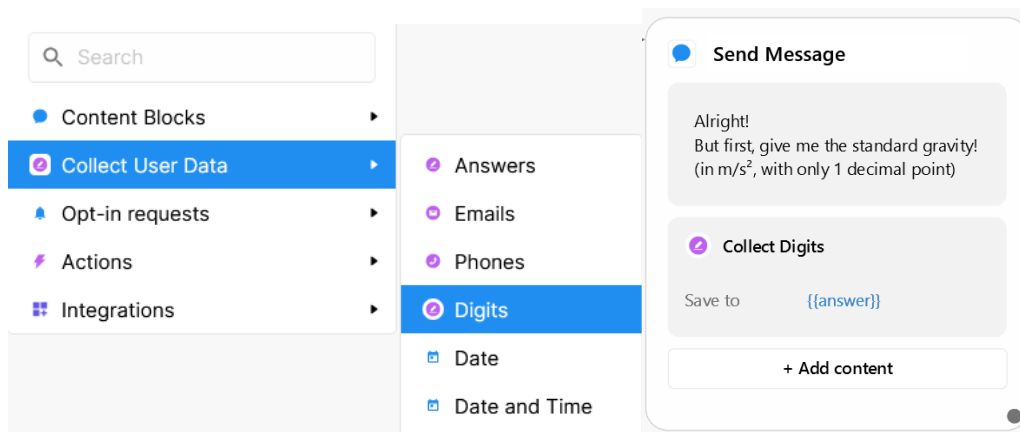 Search
Content Blocks
Collect User Data
Opt-in requests
Actions
Integrations
Answers
Emails
Phones
Digits
Date
Date and Time
Send Message
Alright!
But first, give me the standard gravity!
(in m/s², with only 1 decimal point)
Collect Digits
Save to {{answer}}
+ Add content